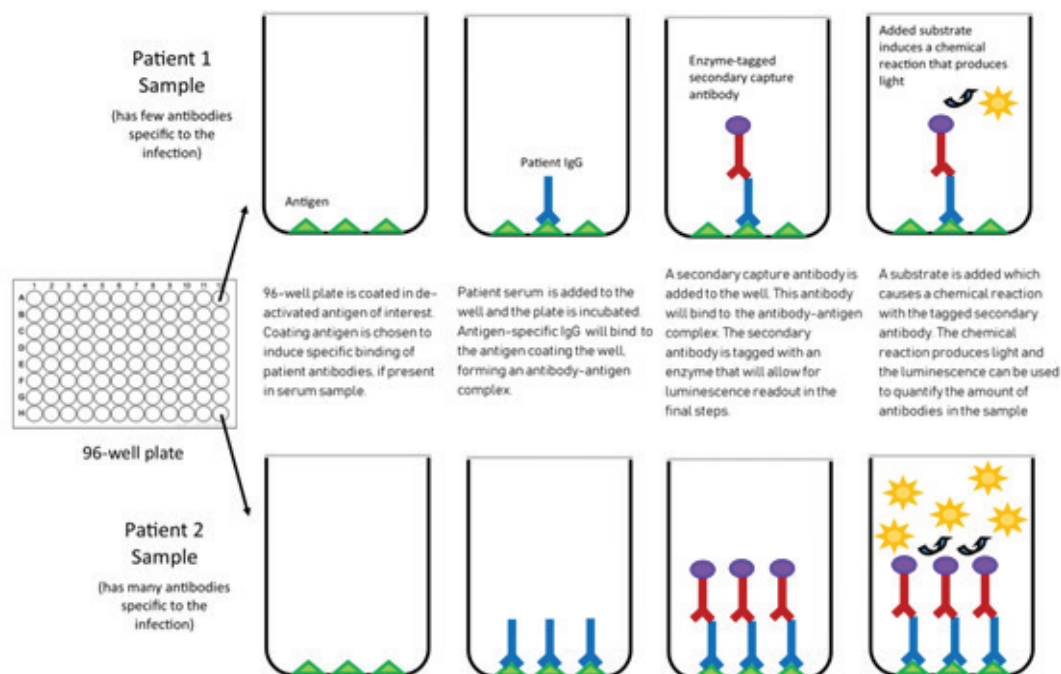 Patient 1
Sample
(has few antibodies
specific to the
infection)
Antigen
Patient IgG
Enzyme-tagged
secondary capture
antibody
Added substrate
induces a chemical
reaction that produces
light
96-well plate is coated in de-
activated antigen of interest.
Coating antigen is chosen to
induce specific binding of
patient antibodies, if present
in serum sample.
Patient serum is added to the
well and the plate is incubated.
Antigen-specific IgG will bind to
the antigen coating the well,
forming an antibody-antigen
complex.
A secondary capture antibody is
added to the well. This antibody
will bind to the antibody-antigen
complex. The secondary
antibody is tagged with an
enzyme that will allow for
luminescence readout in the
final steps.
A substrate is added which
causes a chemical reaction
with the tagged secondary
antibody. The chemical
reaction produces light and
the luminescence can be used
to quantify the amount of
antibodies in the sample
1 2 3 4 5 6 7 8 9 10 11
A
B
C
D
E
F
G
H
96-well plate
Patient 2
Sample
(has many antibodies
specific to the
infection)